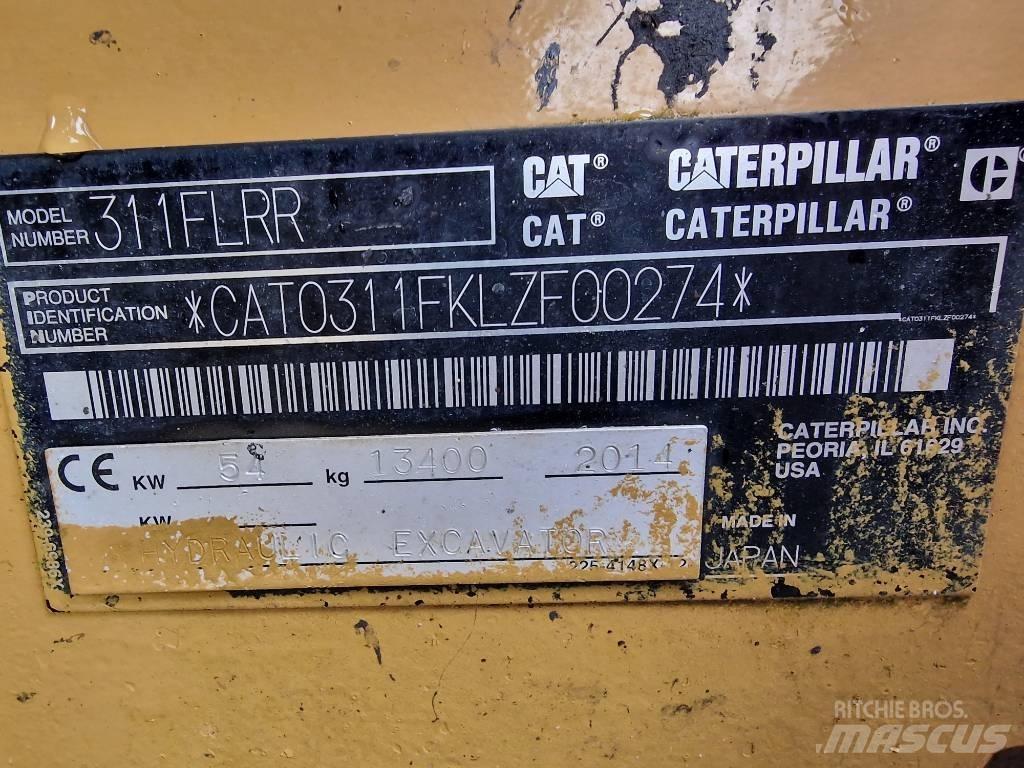 MODEL NUMBER 311FLRR
CAT® CATERPILLAR®
CAT® CATERPILLAR®
PRODUCT IDENTIFICATION NUMBER *CAT0311FKLZF00274*
*CAT0311FKLZF00274*
CATERPILLAR INC.
PEORIA, IL 61629
USA
CE KW 54 kg 13400 2014
KW
HYDRAULIC EXCAVATOR
MADE IN
JAPAN
RITCHIE BROS.
MASCUS